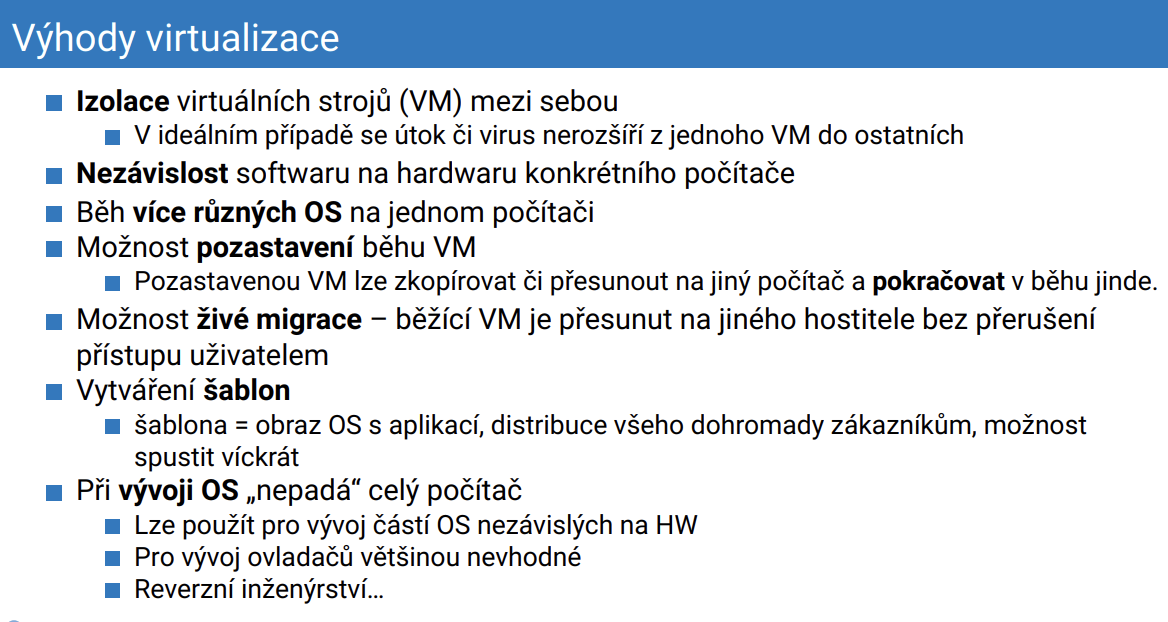 Výhody virtualizace
Izolace virtuálních strojů (VM) mezi sebou
V ideálním případě se útok či virus nerozšíří z jednoho VM do ostatních
Nezávislost softwaru na hardwaru konkrétního počítače
Běh více různých OS na jednom počítači
Možnost pozastavení běhu VM
Pozastavenou VM lze zkopírovat či přesunout na jiný počítač a pokračovat v běhu jinde.
Možnost živé migrace – běžící VM je přesunut na jiného hostitele bez přerušení
přístupu uživatelem
Vytváření šablon
šablona = obraz OS s aplikací, distribuce všeho dohromady zákazníkům, možnost
spustit víckrát
Při vývoji OS „nepadá“ celý počítač
Lze použít pro vývoj částí OS nezávislých na HW
Pro vývoj ovladačů většinou nevhodné
Reverzní inženýrství…